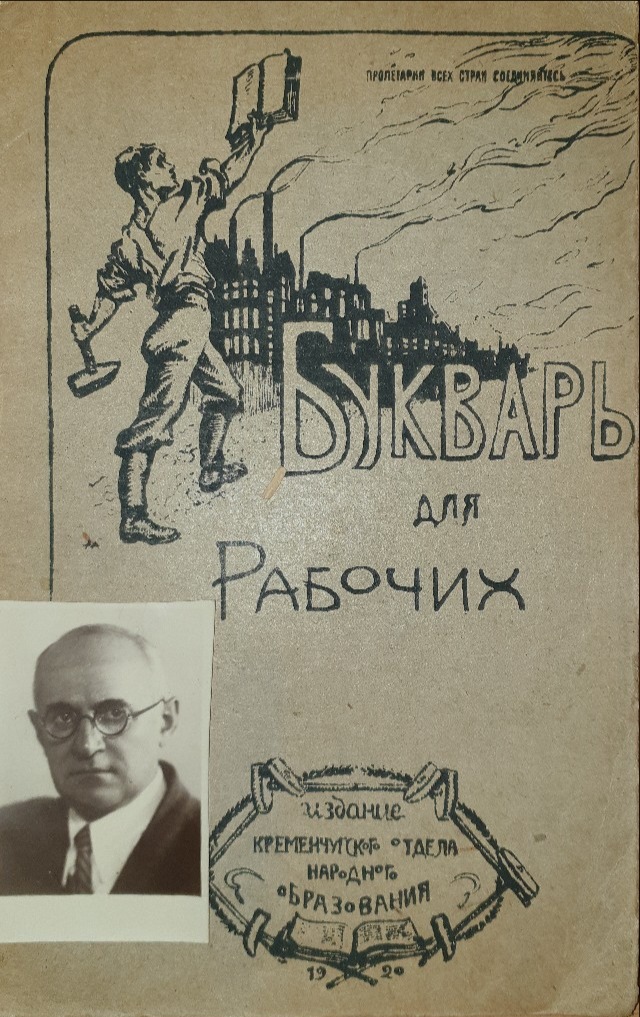 ПРОЛЕТАРИИ ВСЕХ СТРАН СОЕДИНЯЙТЕСЬ
БУКВАРЬ
ДЛЯ
РАБОЧИХ
издание
КРЕМЕНЧУГСКОГО ОТДЕЛА
НАРОДНОГО
ОБРАЗОВАНИЯ
1920